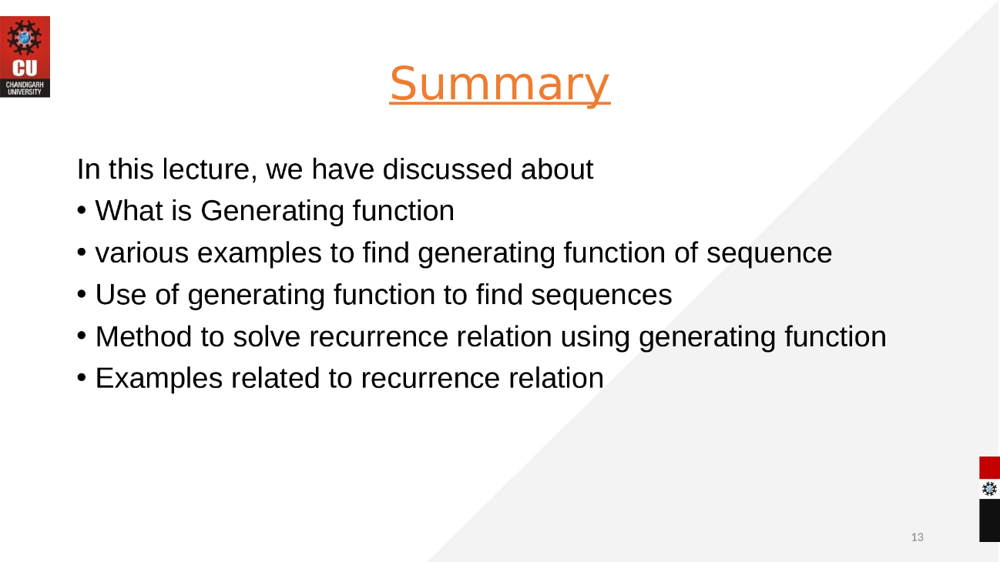 CU
CHANDIGARH
UNIVERSITY
Summary
In this lecture, we have discussed about
• What is Generating function
• various examples to find generating function of sequence
• Use of generating function to find sequences
• Method to solve recurrence relation using generating function
• Examples related to recurrence relation
13